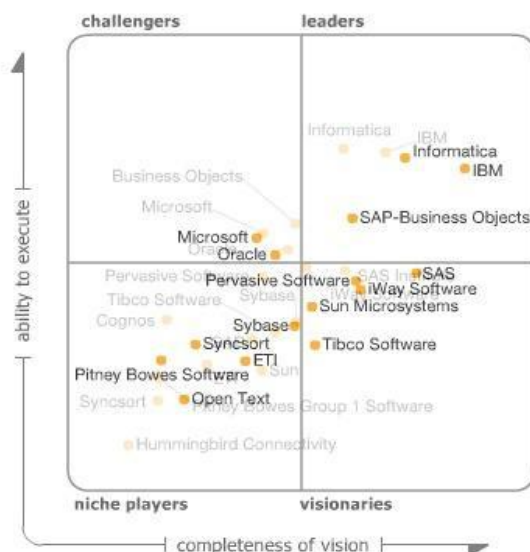 challengers
leaders
Informatica
IBM
Informatica
IBM
Business Objects
Microsoft
SAP-Business Objects
Microsoft
Oracle
Oracle
Pervasive Software
Pervasive Software
SAS
SAS
iWay Software
Sybase
Tibco Software
Sun Microsystems
Cognos
Sybase
Syncsort
Tibco Software
ETI
Pitney Bowes Software
Sun
Syncsort
Open Text
Pitney Bowes Group 1 Software
Hummingbird Connectivity
niche players
visionaries
completeness of vision
ability to execute